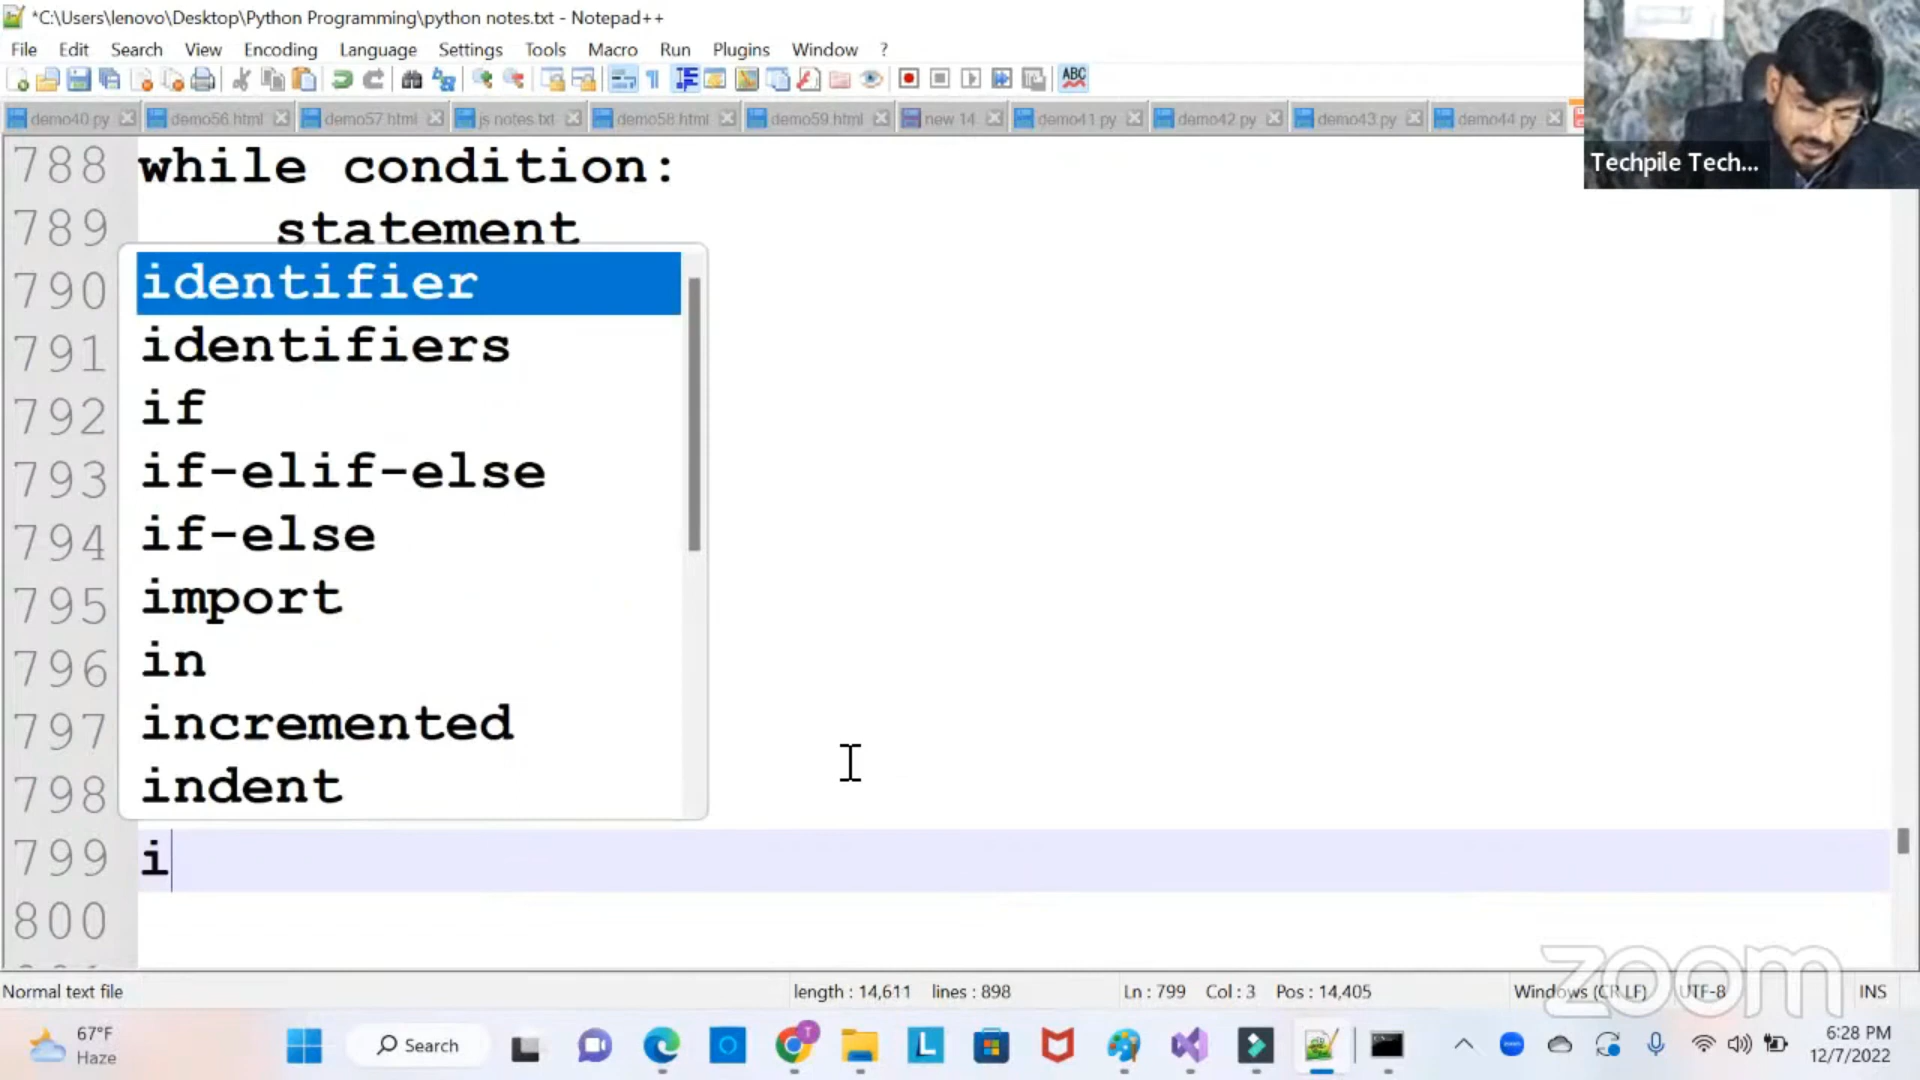 *C:\Users\lenovo\Desktop\Python Programming\python notes.txt - Notepad++
File Edit Search View Encoding Language Settings Tools Macro Run Plugins Window ?
ABC
demo40.py demo56.html demo57.html js notes.txt demo58.html demo59.html new 14 demo41.py demo42.py demo43.py demo44.py
Techpile Tech...
788 while condition:
789 statement
790 identifier
791 identifiers
792 if
793 if-elif-else
794 if-else
795 import
796 in
797 incremented
798 indent
799 i
800
zoom
Normal text file length : 14,611 lines : 898 Ln : 799 Col : 3 Pos : 14,405 Windows (CR LF) UTF-8 INS
67°F
Haze
Search
6:28 PM
12/7/2022